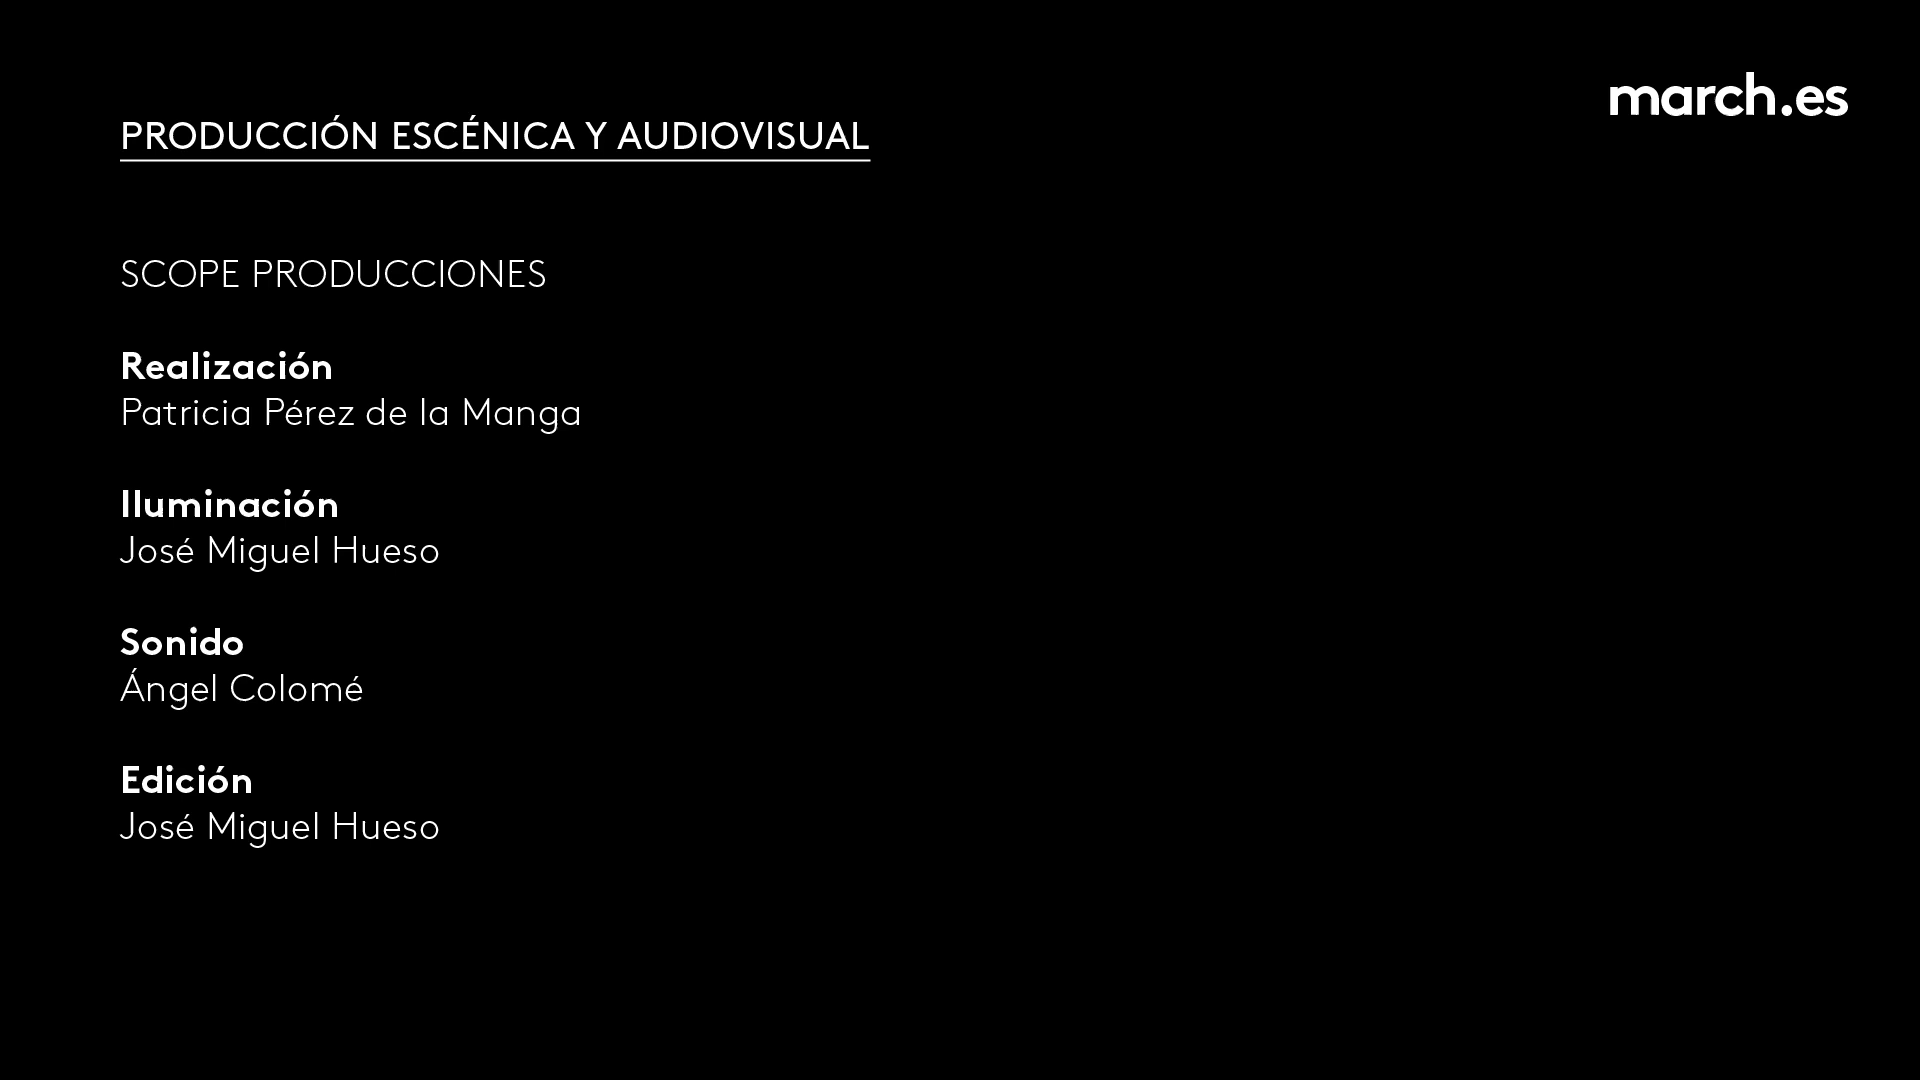 march.es
PRODUCCIÓN ESCÉNICA Y AUDIOVISUAL
SCOPE PRODUCCIONES
Realización
Patricia Pérez de la Manga
Iluminación
José Miguel Hueso
Sonido
Ángel Colomé
Edición
José Miguel Hueso